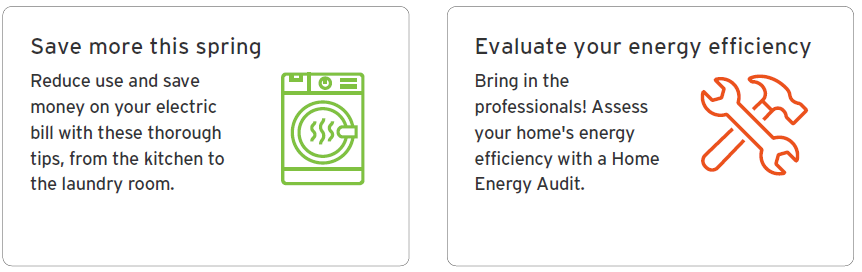 Save more this spring
Reduce use and save
money on your electric
bill with these thorough
tips, from the kitchen to
the laundry room.
Evaluate your energy efficiency
Bring in the
professionals! Assess
your home's energy
efficiency with a Home
Energy Audit.